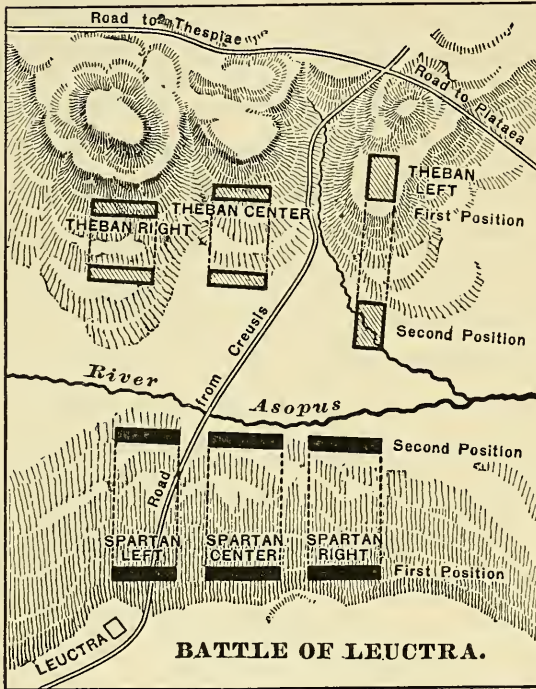 Road to Thespiae
Road to Plataea
THEBAN
LEFT
THEBAN CENTER
THEBAN RIGHT
First Position
Second Position
River
Asopus
Road from Creusis
Second Position
SPARTAN
LEFT
SPARTAN
CENTER
SPARTAN
RIGHT
First Position
LEUCTRA
BATTLE OF LEUCTRA.